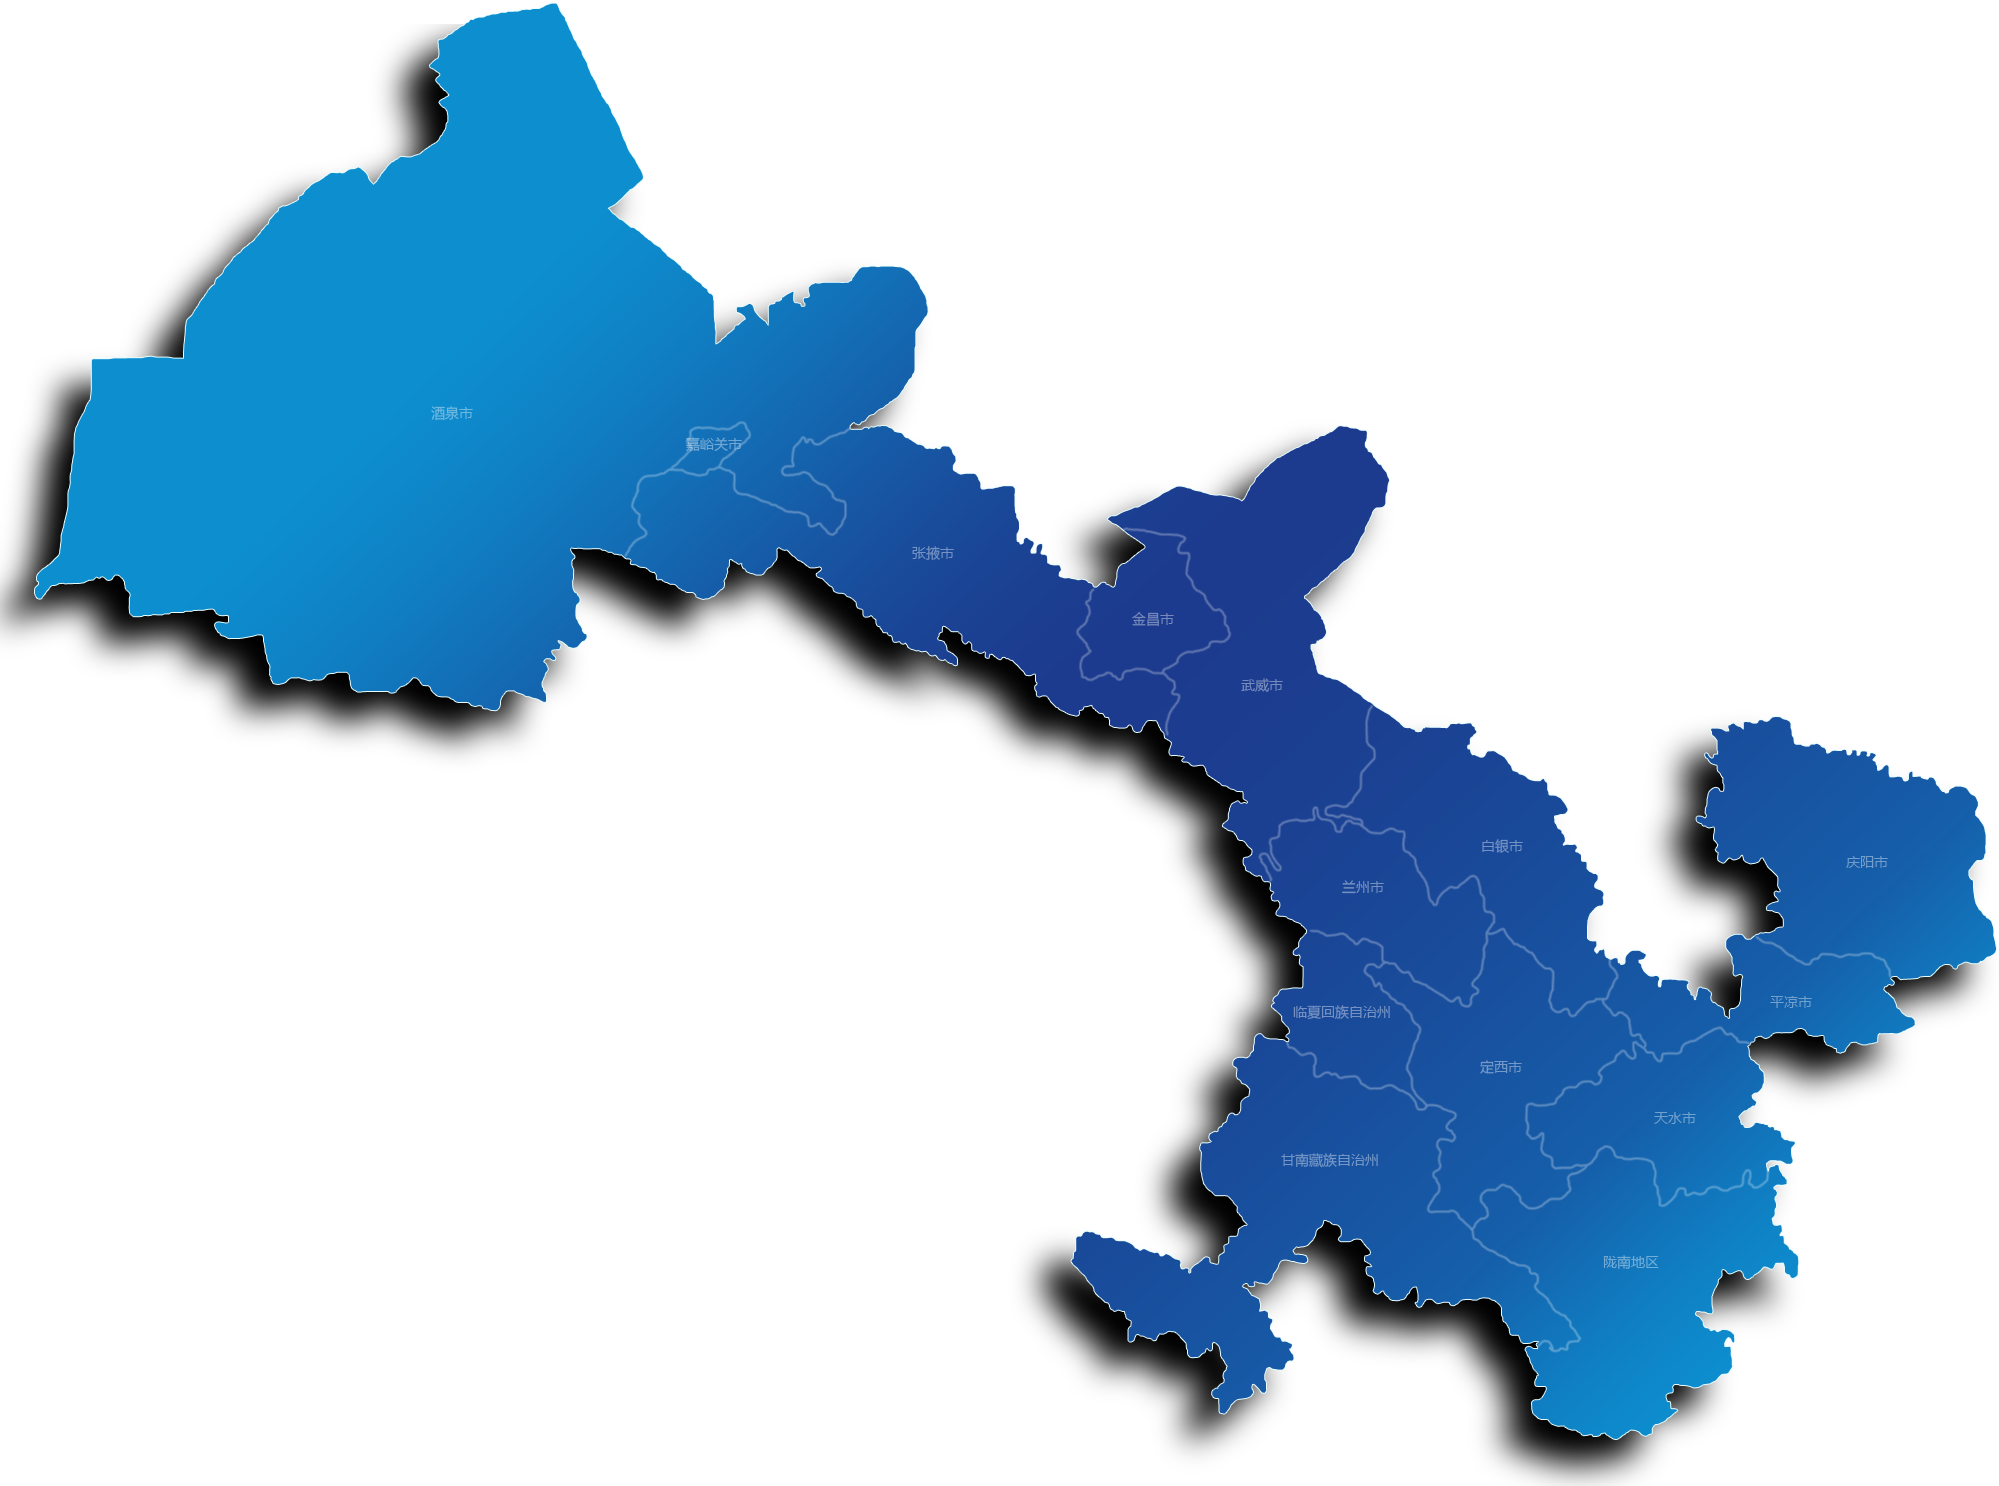 酒泉市
嘉峪关市
张掖市
金昌市
武威市
白银市
庆阳市
兰州市
平凉市
临夏回族自治州
定西市
天水市
甘南藏族自治州
陇南地区